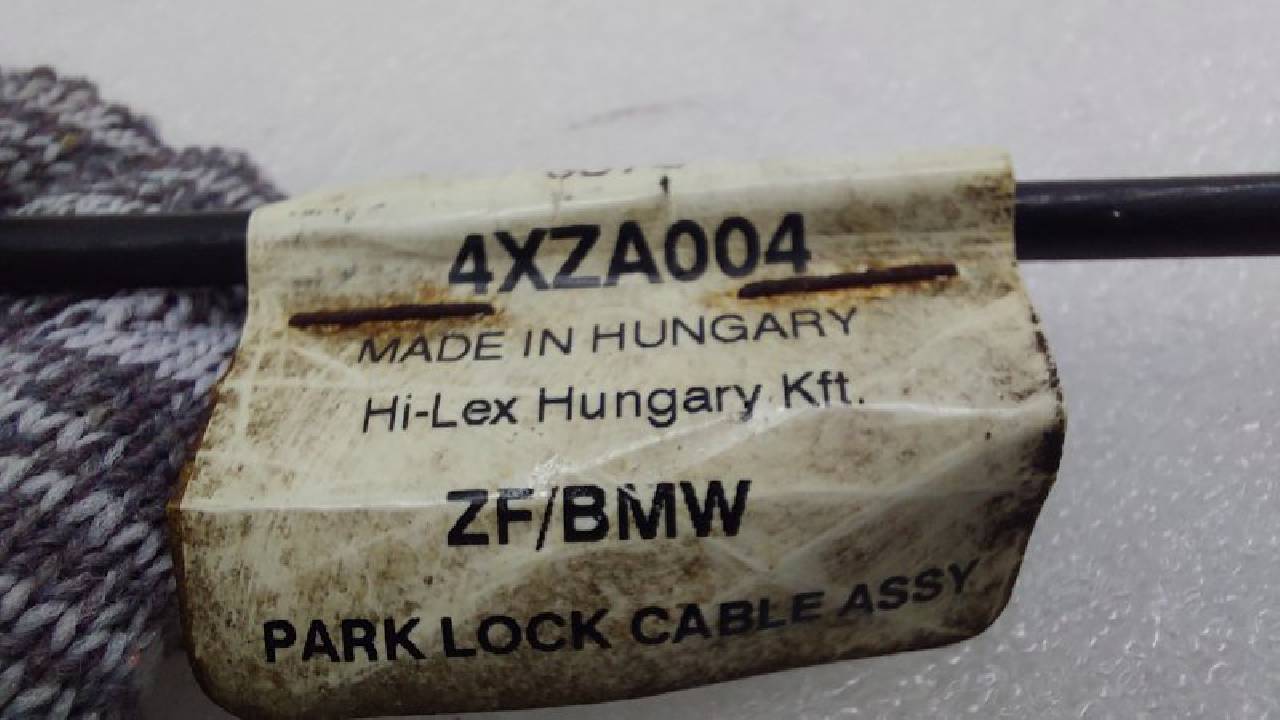 4XZA004
MADE IN HUNGARY
Hi-Lex Hungary Kft.
ZF/BMW
PARK LOCK CABLE ASSY